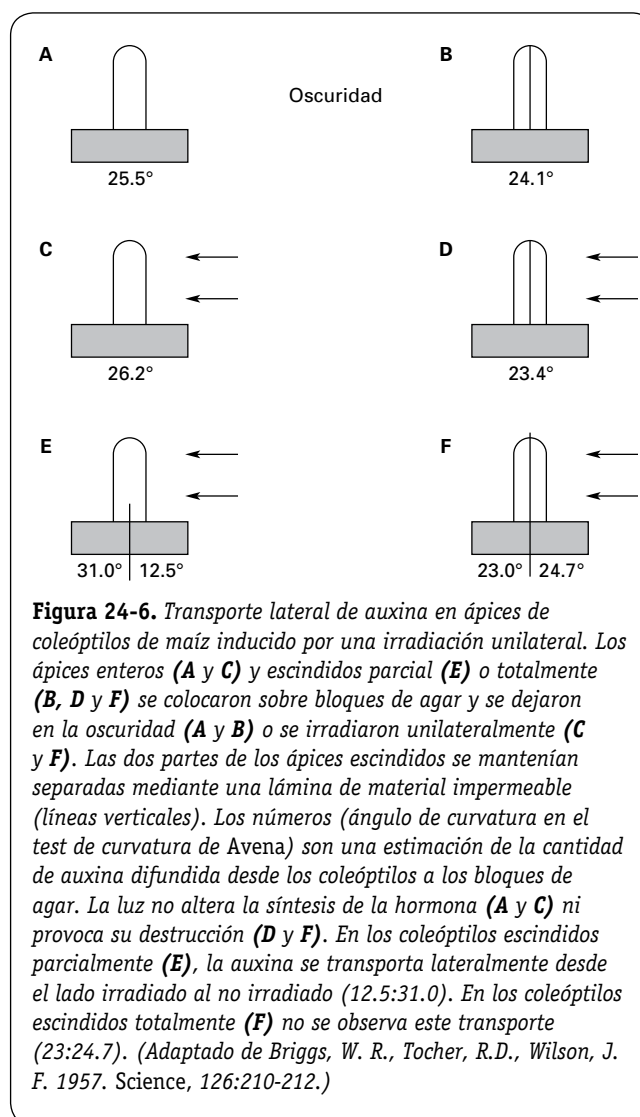 A
B
Oscuridad
25.5°
24.1°
C
D
26.2°
23.4°
E
F
31.0°
12.5°
23.0°
24.7°
Figura 24-6. Transporte lateral de auxina en ápices de
coleóptilos de maíz inducido por una irradiación unilateral. Los
ápices enteros (A y C) y escindidos parcial (E) o totalmente
(B, D y F) se colocaron sobre bloques de agar y se dejaron
en la oscuridad (A y B) o se irradiaron unilateralmente (C
y F). Las dos partes de los ápices escindidos se mantenían
separadas mediante una lámina de material impermeable
(líneas verticales). Los números (ángulo de curvatura en el
test de curvatura de Avena) son una estimación de la cantidad
de auxina difundida desde los coleóptilos a los bloques de
agar. La luz no altera la síntesis de la hormona (A y C) ni
provoca su destrucción (D y F). En los coleóptilos escindidos
parcialmente (E), la auxina se transporta lateralmente desde
el lado irradiado al no irradiado (12.5:31.0). En los coleóptilos
escindidos totalmente (F) no se observa este transporte
(23:24.7). (Adaptado de Briggs, W. R., Tocher, R.D., Wilson, J.
F. 1957. Science, 126:210-212.)